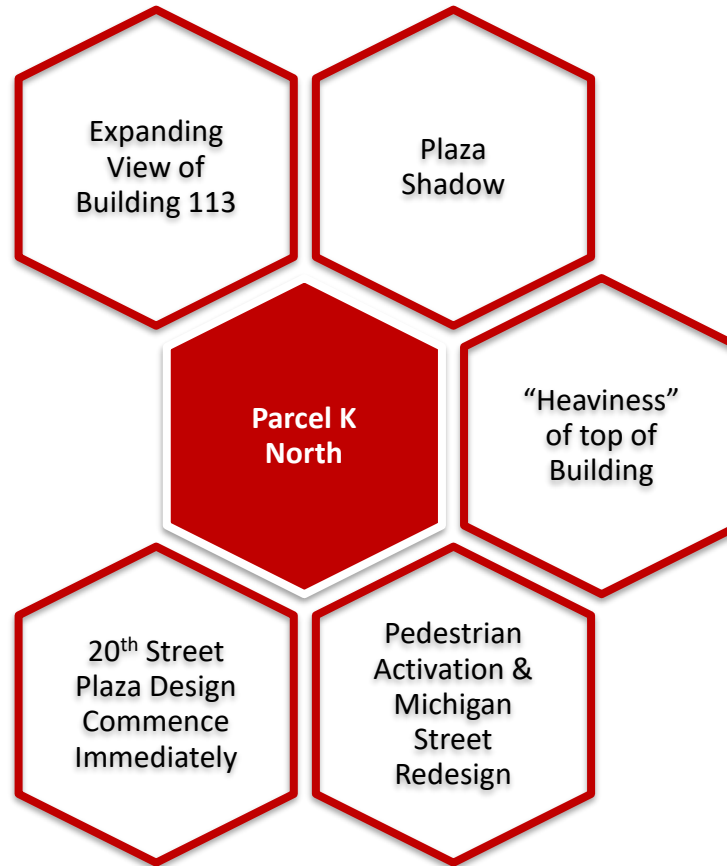 Expanding
View of
Building 113
Plaza
Shadow
Parcel K
North
“Heaviness”
of top of
Building
20th Street
Plaza Design
Commence
Immediately
Pedestrian
Activation &
Michigan
Street
Redesign